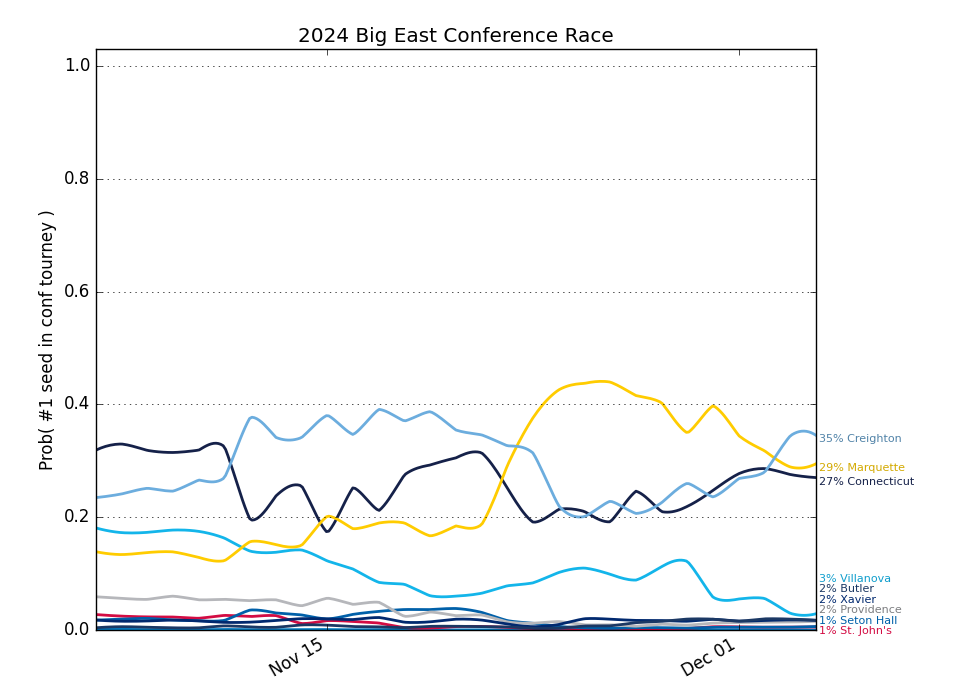 2024 Big East Conference Race
Prob( #1 seed in conf tourney )
1.0
0.8
0.6
0.4
0.2
0.0
Nov 15
Dec 01
35% Creighton
29% Marquette
27% Connecticut
3% Villanova
2% Butler
2% Xavier
2% Providence
1% Seton Hall
1% St. John's